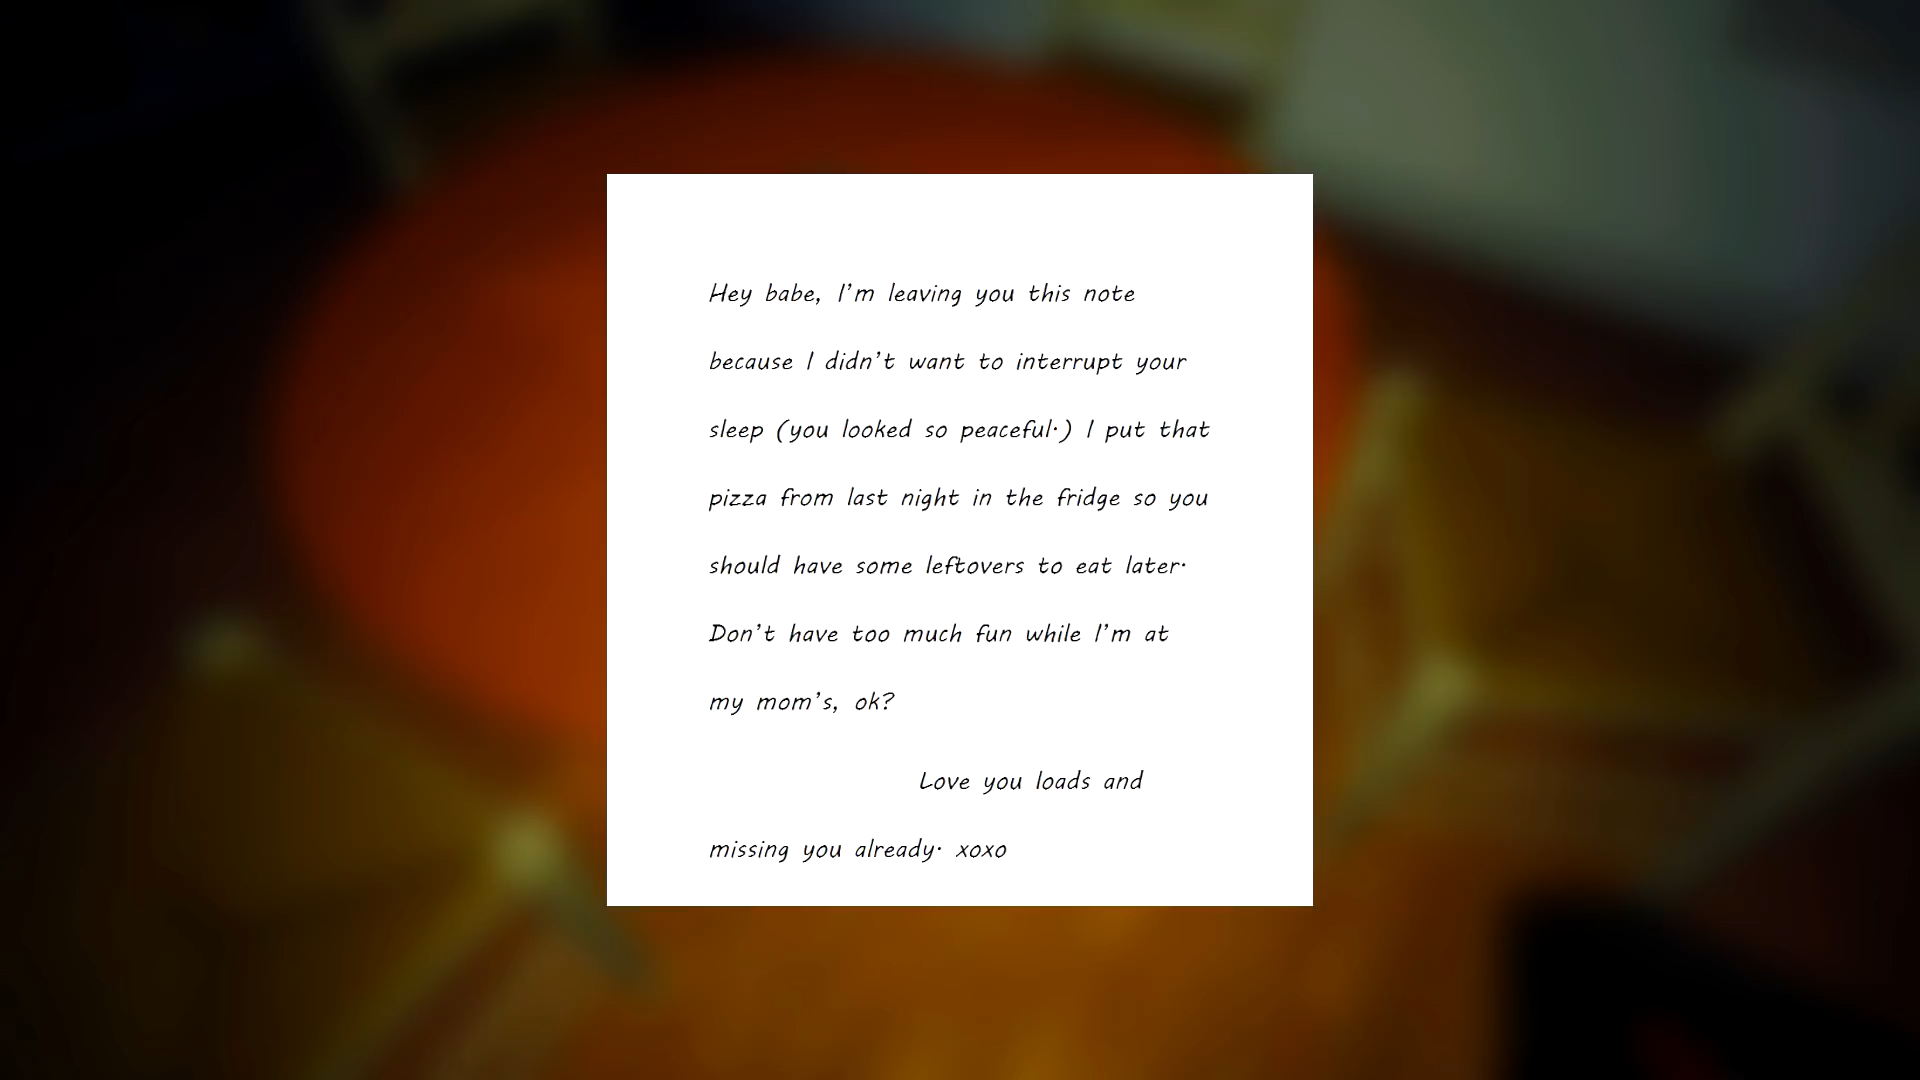 Hey babe, I'm leaving you this note
because I didn't want to interrupt your
sleep (you looked so peaceful.) I put that
pizza from last night in the fridge so you
should have some leftovers to eat later.
Don't have too much fun while I'm at
my mom's, ok?
Love you loads and
missing you already. xoxo